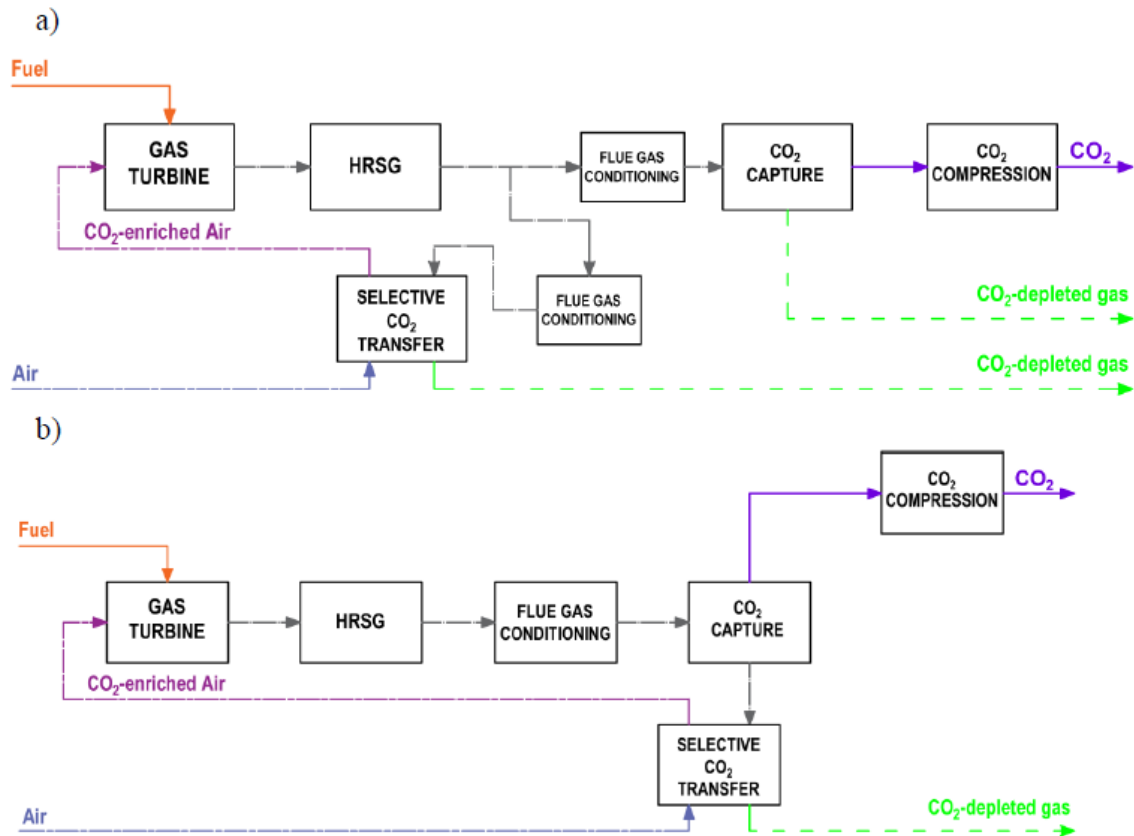 a)
Fuel
GAS
TURBINE
HRSG
FLUE GAS
CONDITIONING
CO₂
CAPTURE
CO₂
COMPRESSION
CO₂
CO₂-enriched Air
SELECTIVE
CO₂
TRANSFER
FLUE GAS
CONDITIONING
CO₂-depleted gas
Air
CO₂-depleted gas
b)
CO₂
COMPRESSION
CO₂
Fuel
GAS
TURBINE
HRSG
FLUE GAS
CONDITIONING
CO₂
CAPTURE
CO₂-enriched Air
SELECTIVE
CO₂
TRANSFER
Air
CO₂-depleted gas